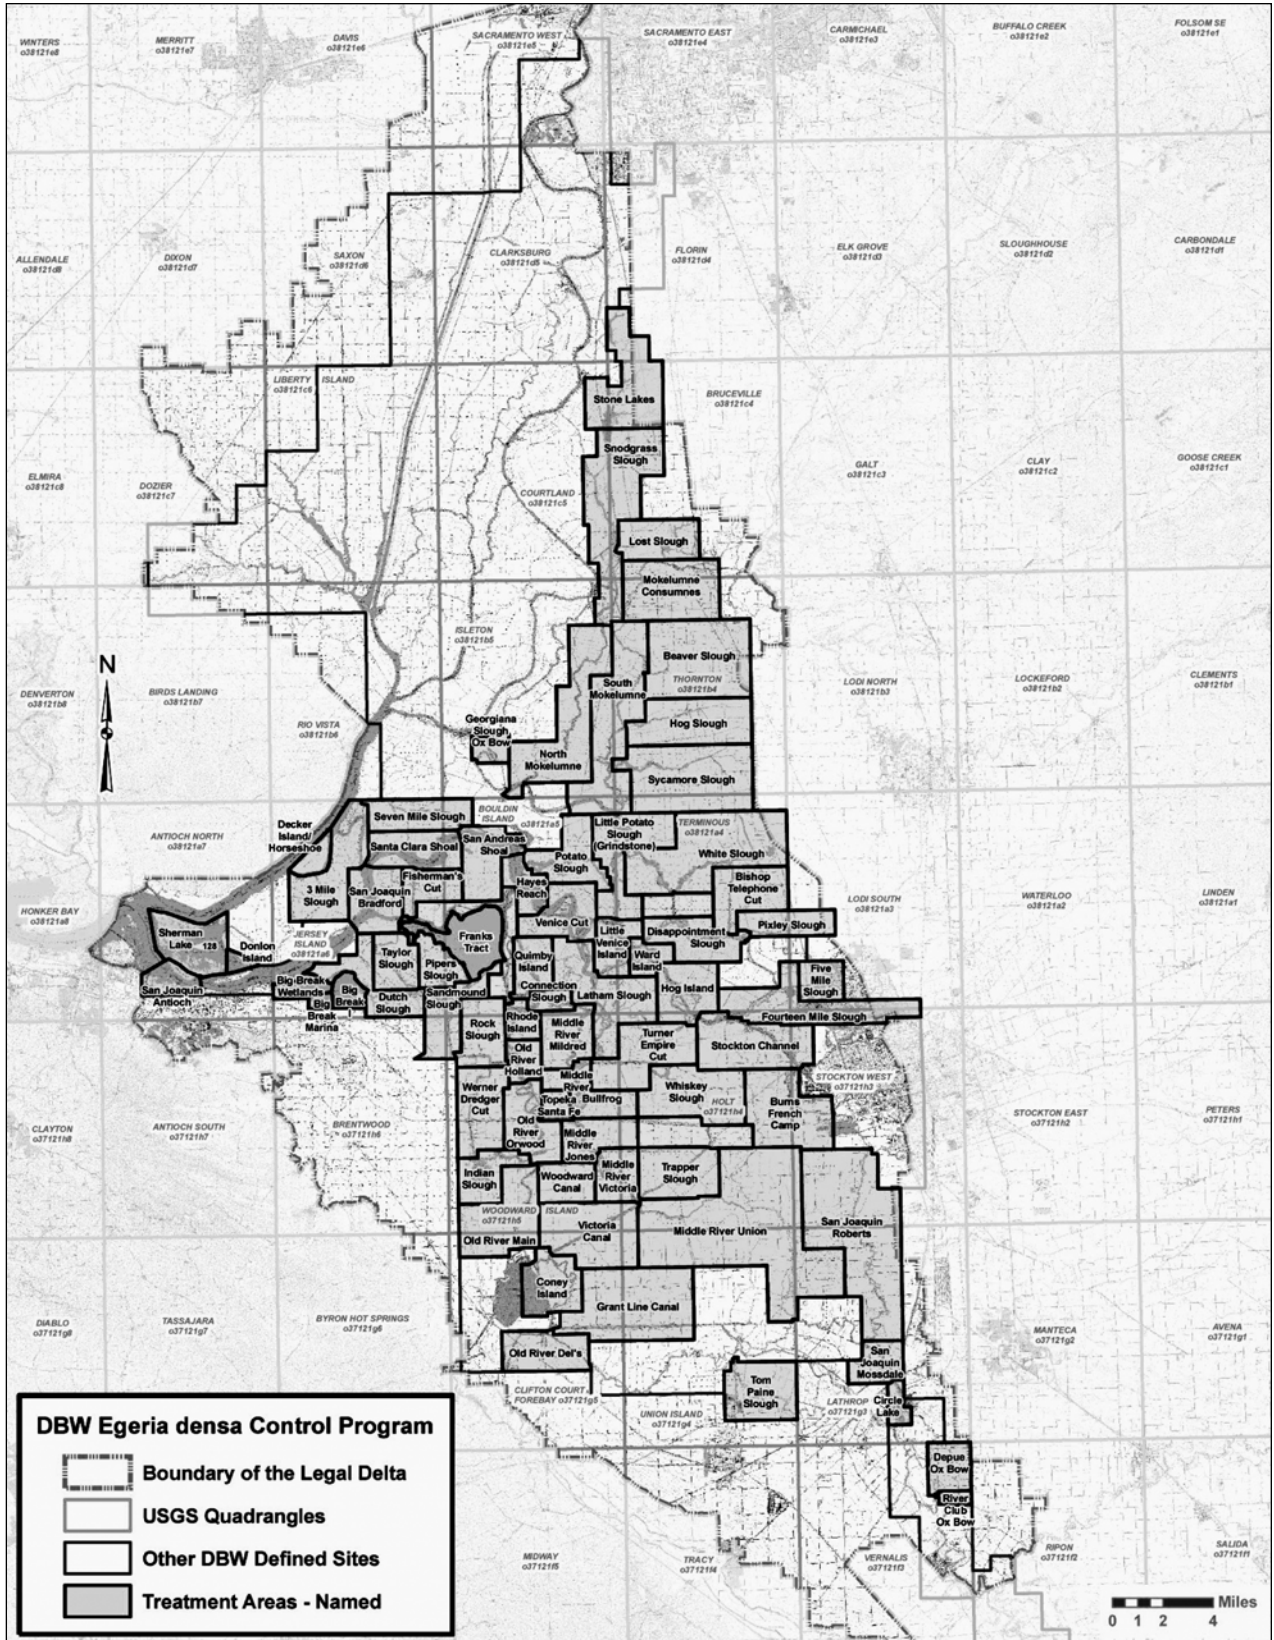 WINTERS
o38121e8
MERRITT
o38121e7
DAVIS
o38121e6
SACRAMENTO WEST
o38121e5
SACRAMENTO EAST
o38121e4
CARMICHAEL
o38121e3
BUFFALO CREEK
o38121e2
FOLSOM SE
o38121e1
ALLENDALE
o38121d8
DIXON
o38121d7
SAXON
o38121d6
CLARKSBURG
o38121d5
FLORIN
o38121d4
ELK GROVE
o38121d3
SLOUGHHOUSE
o38121d2
CARBONDALE
o38121d1
LIBERTY ISLAND
o38121c6
Stone Lakes
BRUCEVILLE
o38121c4
Snodgrass
Slough
ELMIRA
o38121c8
DOZIER
o38121c7
COURTLAND
o38121c5
GALT
o38121c3
CLAY
o38121c2
GOOSE CREEK
o38121c1
Lost Slough
Mokelumne
Consumnes
ISLETON
o38121b5
Beaver Slough
N
DENVERTON
o38121b8
BIRDS LANDING
o38121b7
RIO VISTA
o38121b6
South
Mokelumne
THORNTON
o38121b4
LODI NORTH
o38121b3
LOCKEFORD
o38121b2
CLEMENTS
o38121b1
Georgiana
Slough
Ox Bow
Hog Slough
North
Mokelumne
Sycamore Slough
Decker
Island/
Horseshoe
Seven Mile Slough
BOULDIN
ISLAND
o38121a5
Little Potato
Slough
(Grindstone)
TERMINOUS
o38121a4
ANTIOCH NORTH
o38121a7
Santa Clara Shoal
San Andreas
Shoal
Potato
Slough
White Slough
3 Mile
Slough
San Joaquin
Bradford
Fisherman's
Cut
Hayes
Reach
Bishop
Telephone
Cut
HONKER BAY
o38121a8
LODI SOUTH
o38121a3
WATERLOO
o38121a2
LINDEN
o38121a1
Sherman
Lake
128
Donlon
Island
JERSEY
ISLAND
o38121a6
Franks
Tract
Venice Cut
Little
Venice
Island
Disappointment
Slough
Pixley Slough
Taylor
Slough
Pipers
Slough
Quimby
Island
Ward
Island
San Joaquin
Antioch
Big Break
Wetlands
Big
Break
Big
Break
Marina
Dutch
Slough
Sandmound
Slough
Connection
Slough
Latham Slough
Hog Island
Five
Mile
Slough
Fourteen Mile Slough
Rock
Slough
Rhode
Island
Middle
River
Mildred
Turner
Empire
Cut
Stockton Channel
Old
River
Holland
STOCKTON WEST
o37121h3
Werner
Dredger
Cut
Middle
River
Bullfrog
Topeka
Santa Fe
Whiskey
Slough
HOLT
o37121h4
Burns
French
Camp
CLAYTON
o37121h8
ANTIOCH SOUTH
o37121h7
BRENTWOOD
o37121h6
STOCKTON EAST
o37121h2
PETERS
o37121h1
Old
River
Orwood
Middle
River
Jones
Indian
Slough
Woodward
Canal
Middle
River
Victoria
Trapper
Slough
WOODWARD ISLAND
o37121h5
Old River Main
Victoria
Canal
Middle River Union
San Joaquin
Roberts
Coney
Island
Grant Line Canal
DIABLO
o37121g8
TASSAJARA
o37121g7
BYRON HOT SPRINGS
o37121g6
MANTECA
o37121g2
AVENA
o37121g1
Old River Del's
San
Joaquin
Mossdale
CLIFTON COURT
FOREBAY o37121g5
Tom
Paine
Slough
UNION ISLAND
o37121g4
LATHROP
o37121g3
Circle
Lake
Depue
Ox Bow
River
Club
Ox Bow
MIDWAY
o37121f5
TRACY
o37121f4
VERNALIS
o37121f3
RIPON
o37121f2
SALIDA
o37121f1
DBW Egeria densa Control Program
Boundary of the Legal Delta
USGS Quadrangles
Other DBW Defined Sites
Treatment Areas - Named
Miles
0 1 2 4